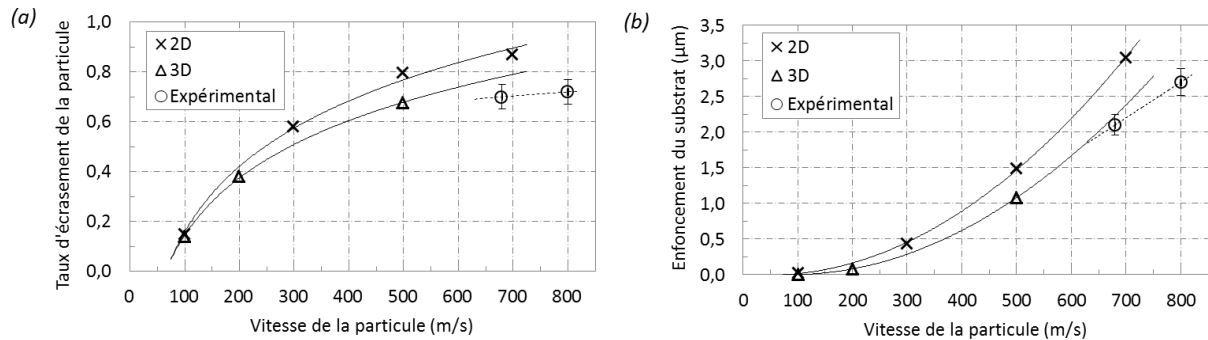 (a)
Taux d'écrasement de la particule
1,0
0,8
0,6
0,4
0,2
0,0
2D
3D
Expérimental
0 100 200 300 400 500 600 700 800
Vitesse de la particule (m/s)
(b)
Enfoncement du substrat (µm)
3,5
3,0
2,5
2,0
1,5
1,0
0,5
0,0
2D
3D
Expérimental
0 100 200 300 400 500 600 700 800
Vitesse de la particule (m/s)